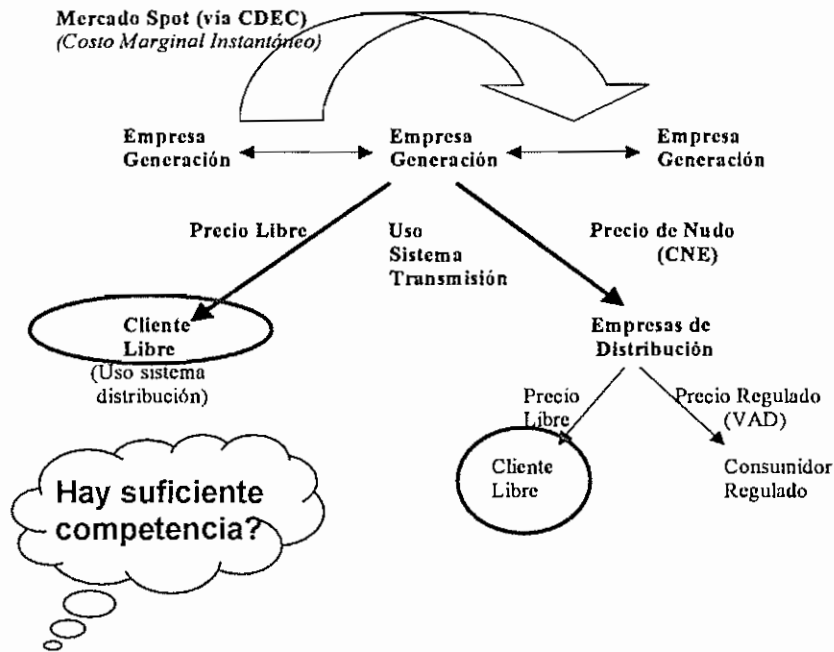 Mercado Spot (vía CDEC)
(Costo Marginal Instantáneo)
Empresa
Generación
Empresa
Generación
Empresa
Generación
Precio Libre
Uso
Sistema
Transmisión
Precio de Nudo
(CNE)
Cliente
Libre
(Uso sistema
distribución)
Empresas de
Distribución
Precio
Libre
Precio Regulado
(VAD)
Cliente
Libre
Consumidor
Regulado
Hay suficiente
competencia?